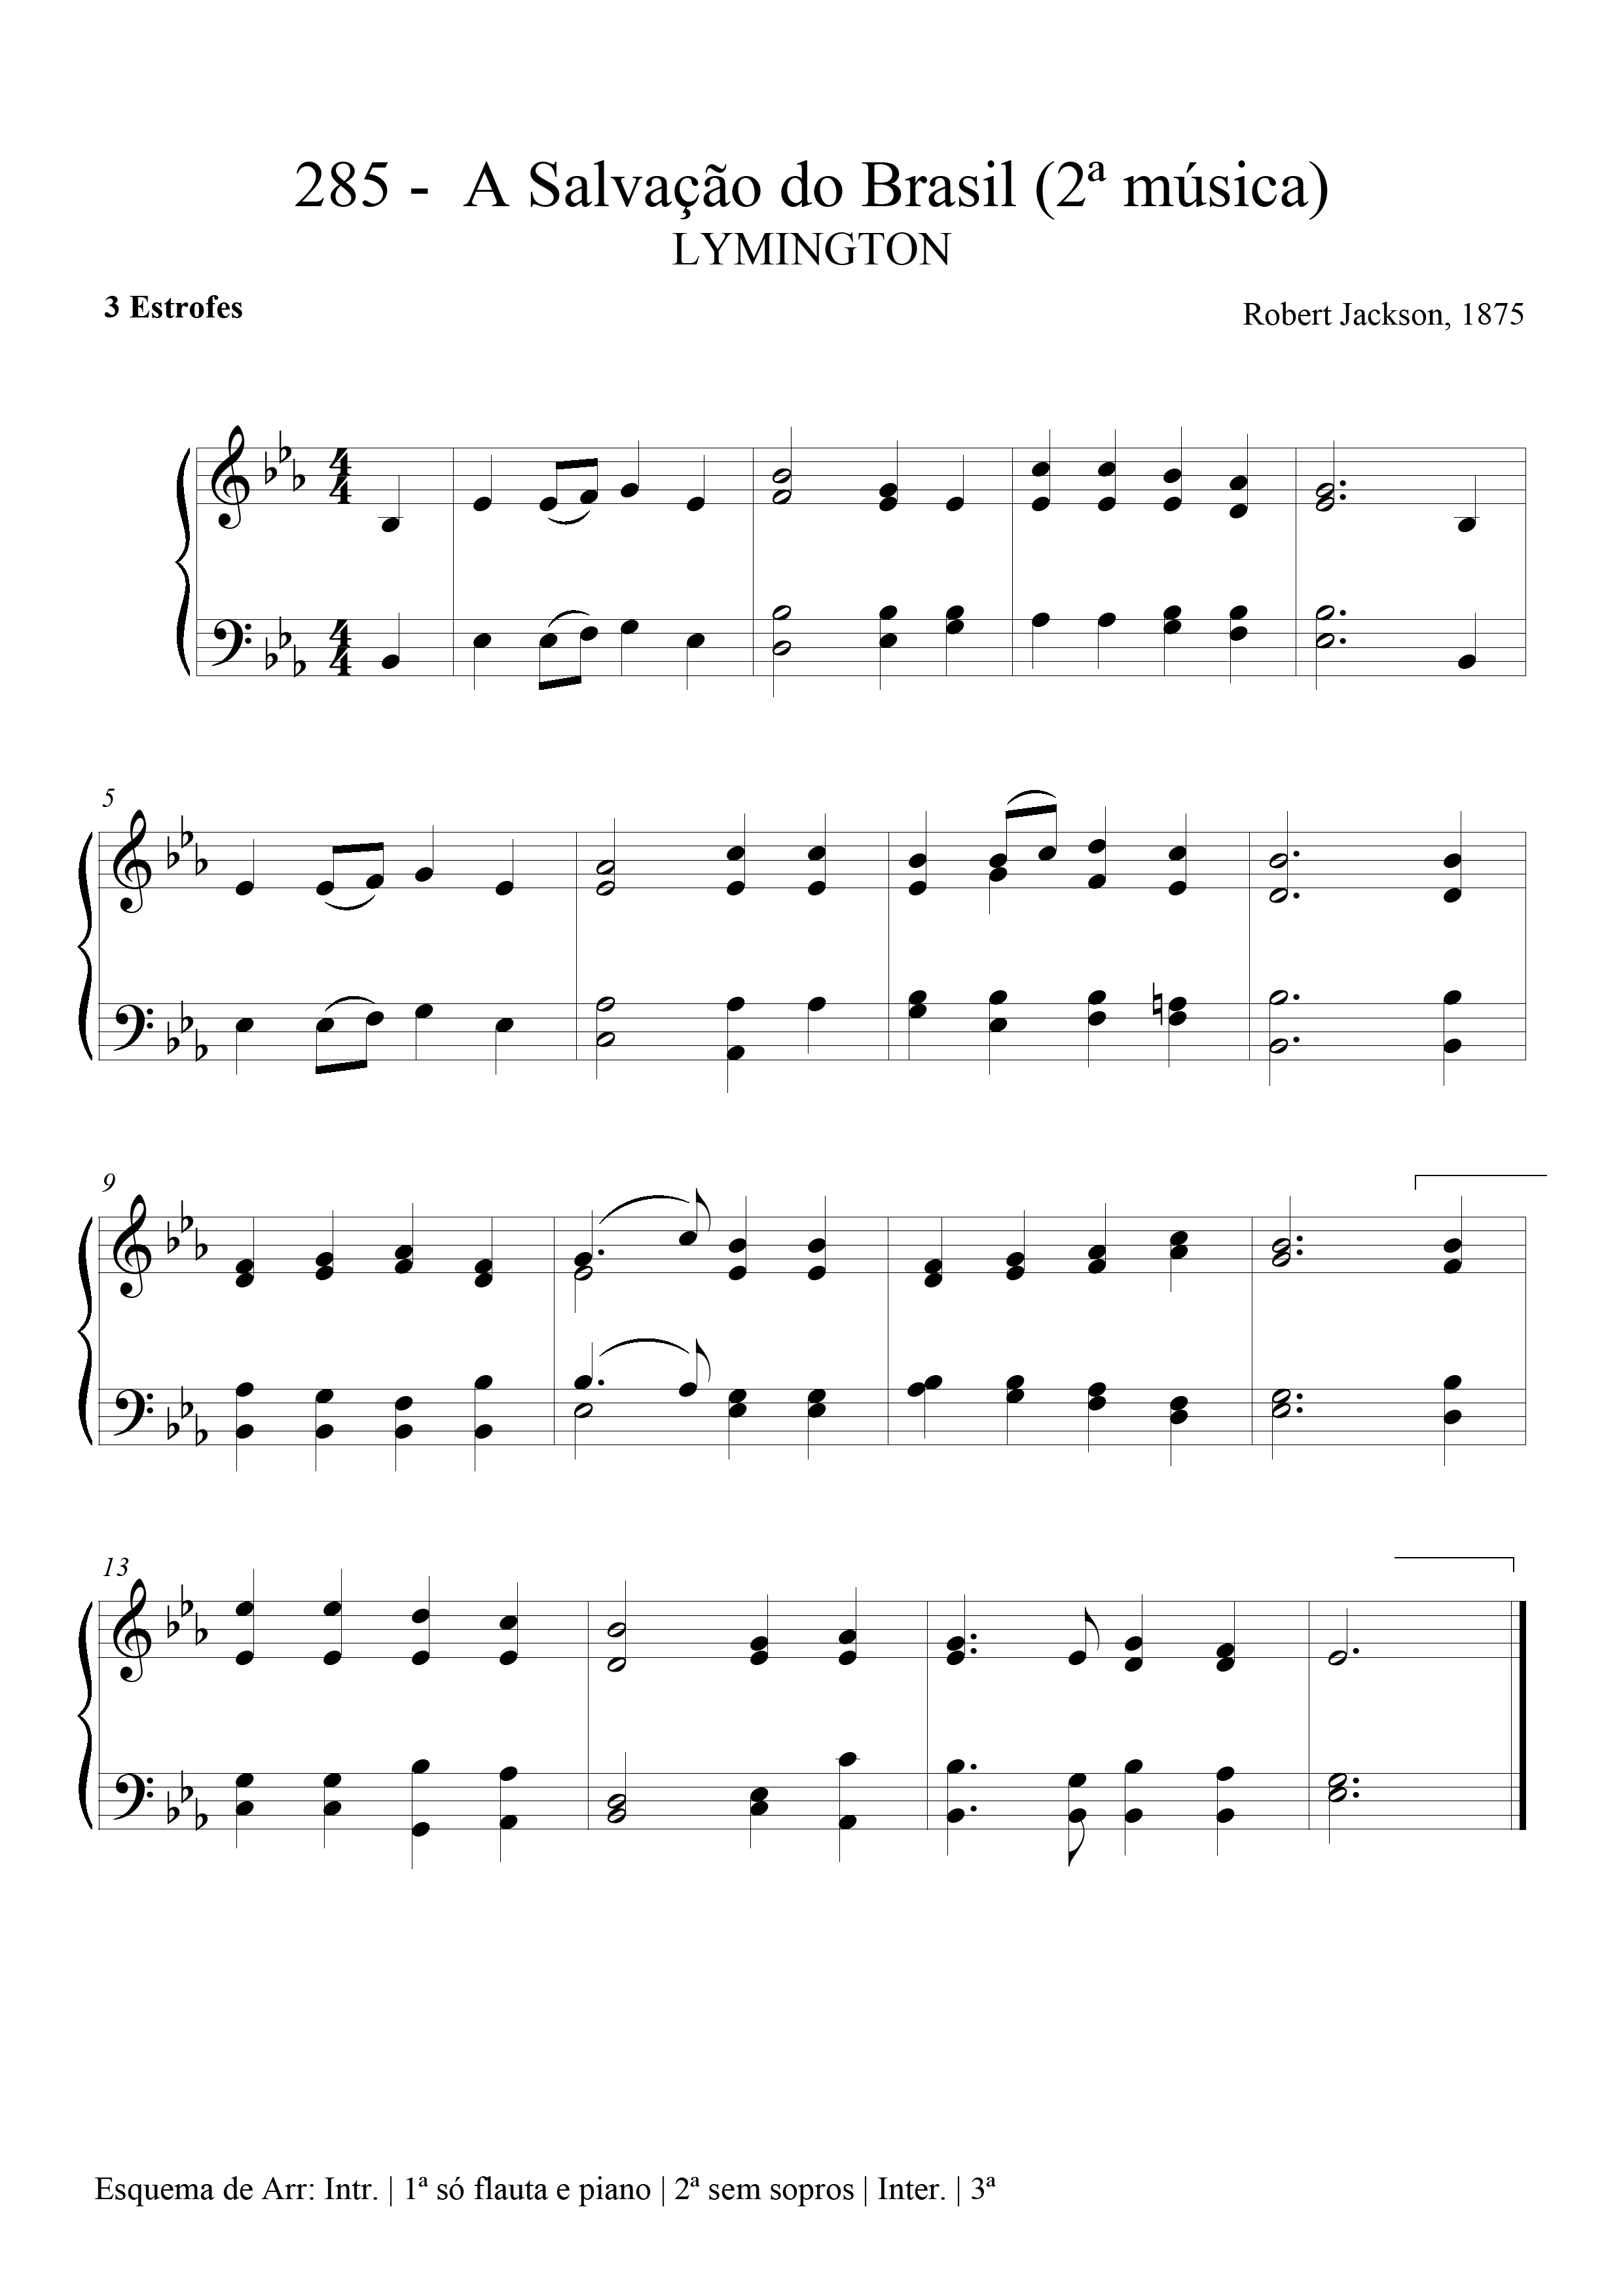 285 - A Salvação do Brasil (2ª música)
LYMINGTON
3 Estrofes
Robert Jackson, 1875
5
9
13
Esquema de Arr: Intr. | 1ª só flauta e piano | 2ª sem sopros | Inter. | 3ª